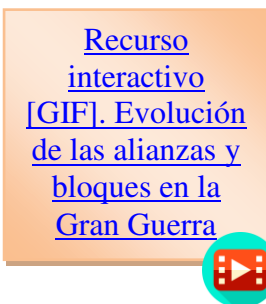 Recurso
interactivo
[GIF]. Evolución
de las alianzas y
bloques en la
Gran Guerra